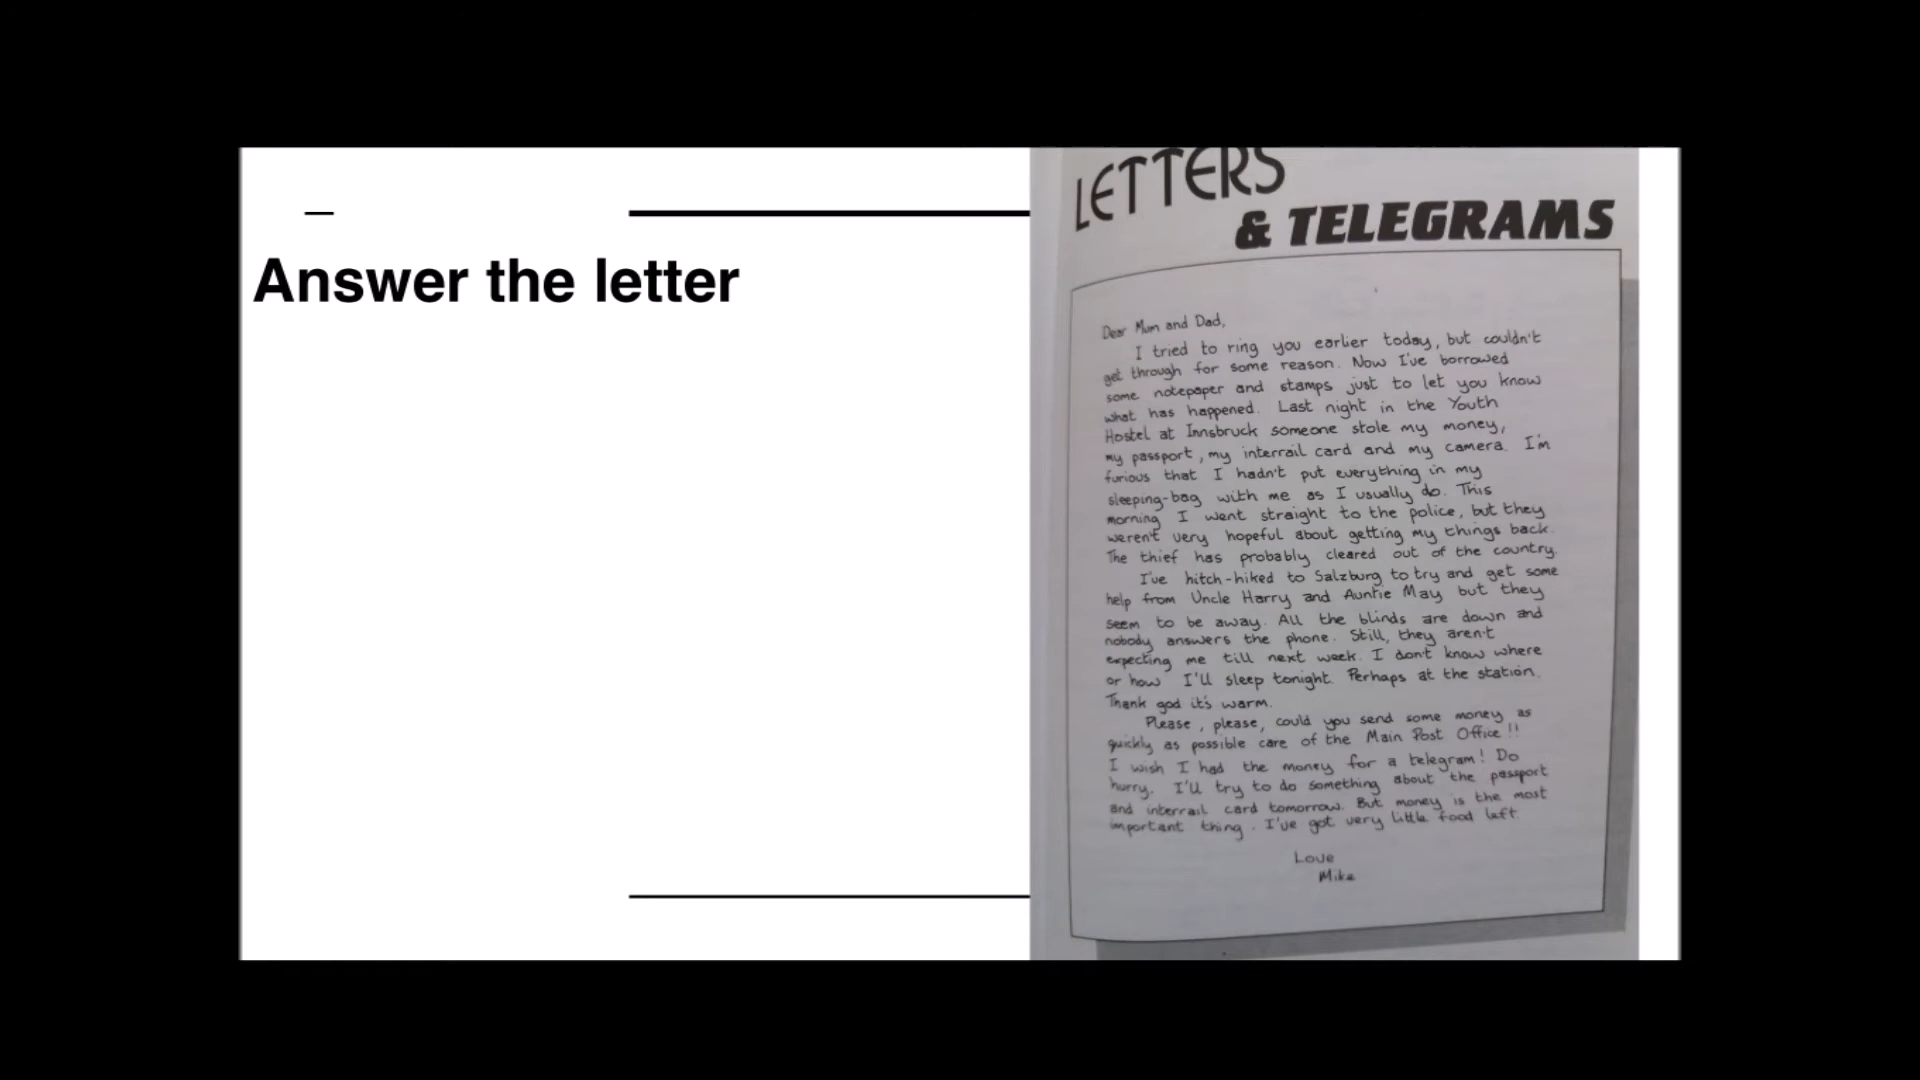 Answer the letter
LETTERS
& TELEGRAMS
Dear Mum and Dad,
I tried to ring you earlier today, but couldn't
get through for some reason. Now I've borrowed
some notepaper and stamps just to let you know
what has happened. Last night in the Youth
Hostel at Innsbruck someone stole my money,
my passport, my interrail card and my camera. I'm
furious that I hadn't put everything in my
sleeping-bag with me as I usually do. This
morning I went straight to the police, but they
weren't very hopeful about getting my things back.
The thief has probably cleared out of the country.
I've hitch-hiked to Salzburg to try and get some
help from Uncle Harry and Auntie May but they
seem to be away. All the blinds are down and
nobody answers the phone. Still, they aren't
expecting me till next week. I don't know where
or how I'll sleep tonight. Perhaps at the station.
Thank god it's warm.
Please, please, could you send some money as
quickly as possible care of the Main Post Office!!
I wish I had the money for a telegram! Do
hurry. I'll try to do something about the passport
and interrail card tomorrow. But money is the most
important thing. I've got very little food left.
Love
Mike